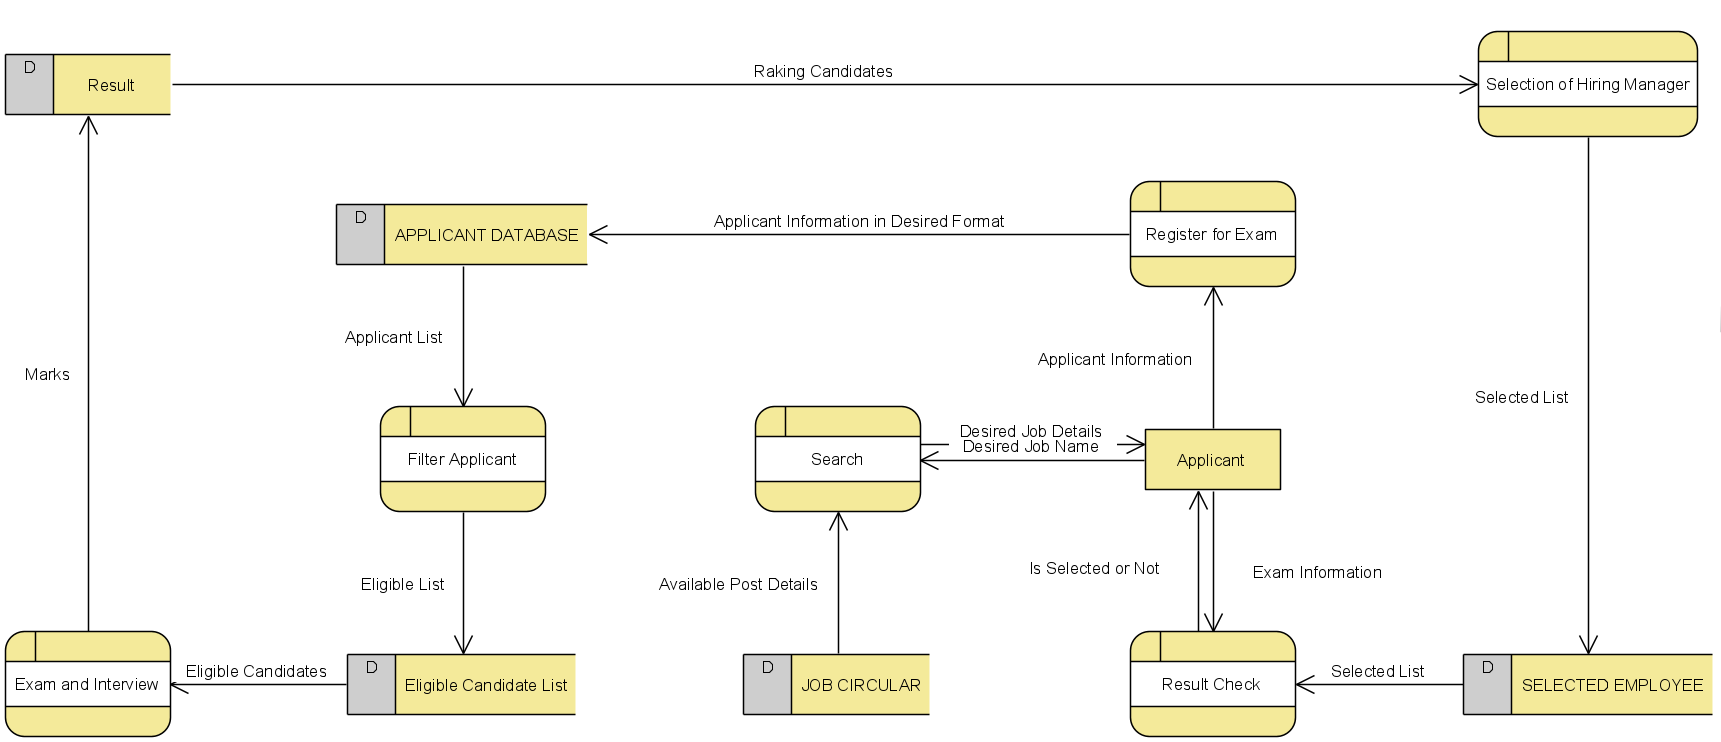 Raking Candidates
D
Result
Selection of Hiring Manager
D
APPLICANT DATABASE
Applicant Information in Desired Format
Register for Exam
Applicant List
Applicant Information
Marks
Selected List
Filter Applicant
Search
Desired Job Details
Desired Job Name
Applicant
Eligible List
Available Post Details
Is Selected or Not
Exam Information
Exam and Interview
Eligible Candidates
D
Eligible Candidate List
D
JOB CIRCULAR
Result Check
Selected List
D
SELECTED EMPLOYEE